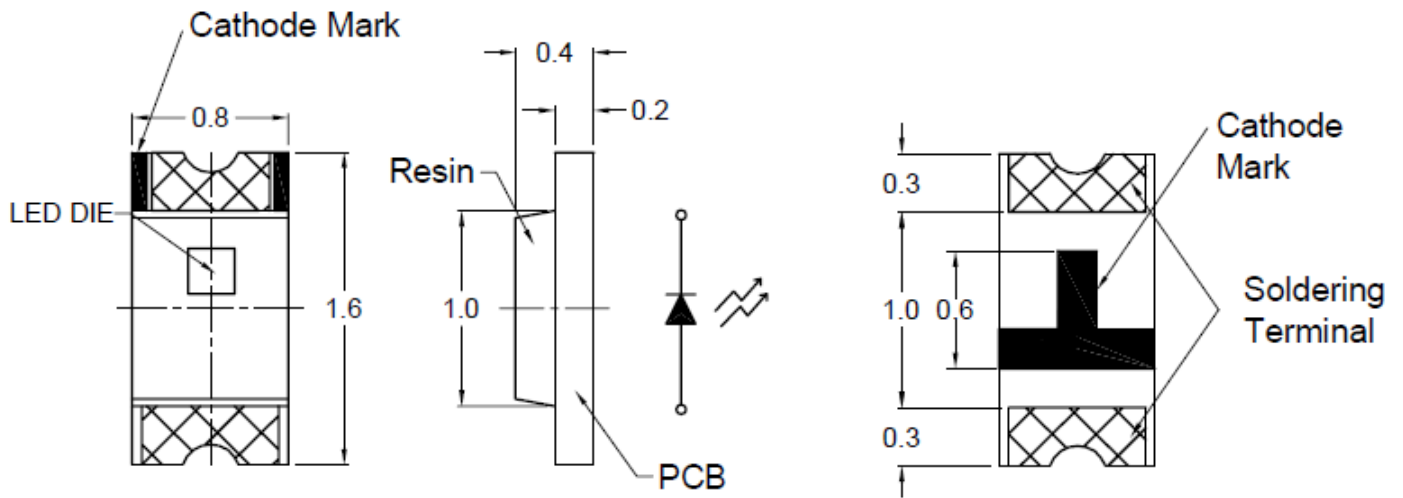 Cathode Mark
0.8
LED DIE
1.6
0.4
0.2
Resin
1.0
PCB
Cathode
Mark
0.3
1.0
0.6
0.3
Soldering
Terminal